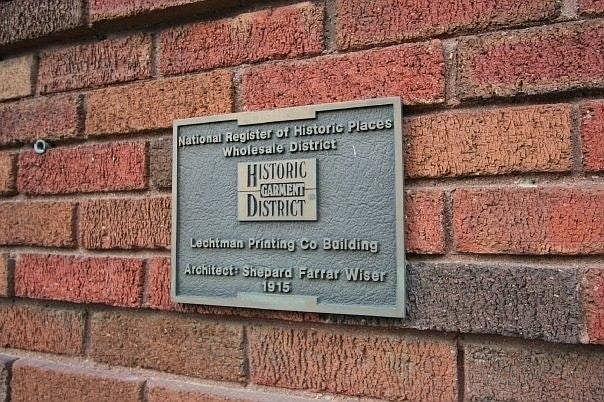 National Register of Historic Places
Wholesale District
HISTORIC
GARMENT
DISTRICT
Lechtman Printing Co Building
Architect: Shepard Farrar Wiser
1915